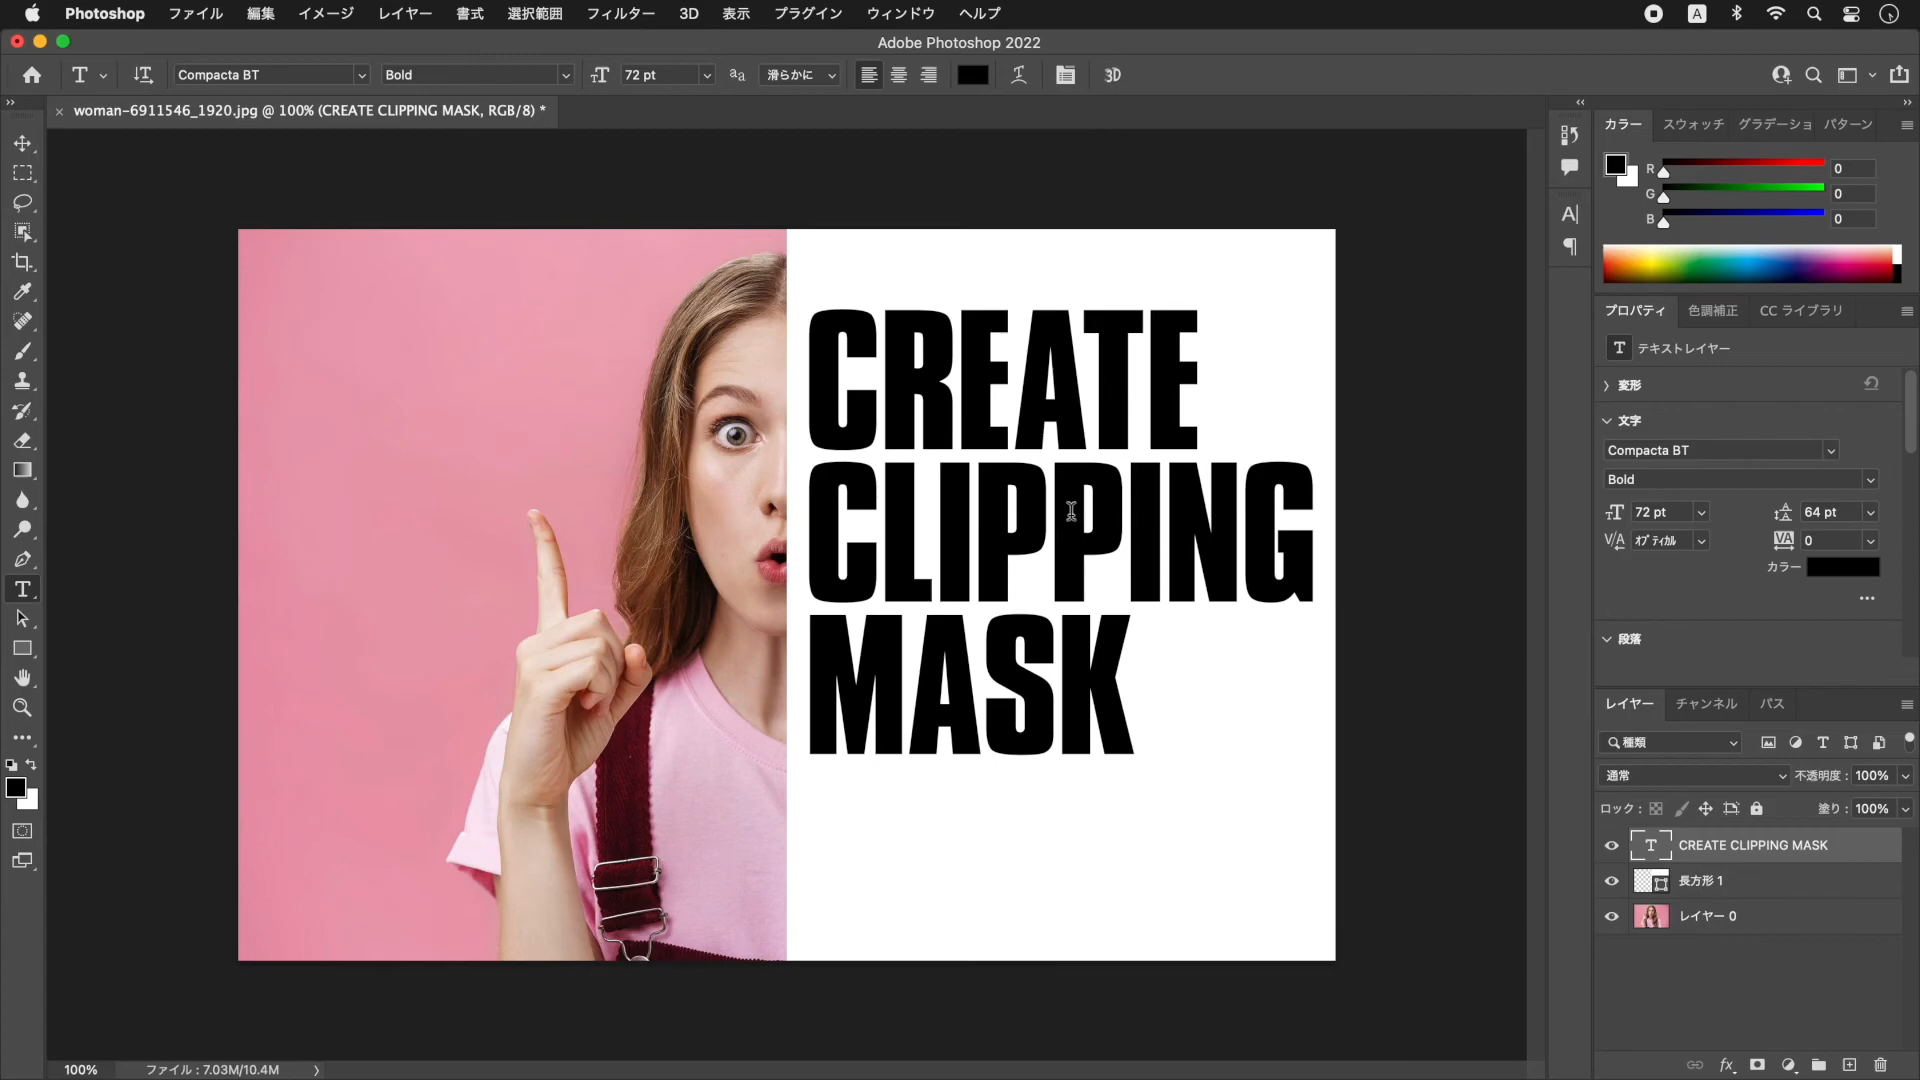 Photoshop ファイル 編集 イメージ レイヤー 書式 選択範囲 フィルター 3D 表示 プラグイン ウィンドウ ヘルプ A
Adobe Photoshop 2022
T Compacta BT Bold 72 pt aa 滑らかに 3D
woman-6911546_1920.jpg @ 100% (CREATE CLIPPING MASK, RGB/8) *
カラー スウォッチ グラデーショ パターン
R 0
G 0
B 0
CREATE
CLIPPING
MASK
プロパティ 色調補正 CC ライブラリ
T テキストレイヤー
変形
文字
Compacta BT
Bold
72 pt 64 pt
V/A オプティカル VA 0
カラー
段落
レイヤー チャンネル パス
種類
通常 不透明度 : 100%
ロック : 塗り : 100%
T CREATE CLIPPING MASK
長方形 1
レイヤー 0
fx
100% ファイル : 7.03M/10.4M